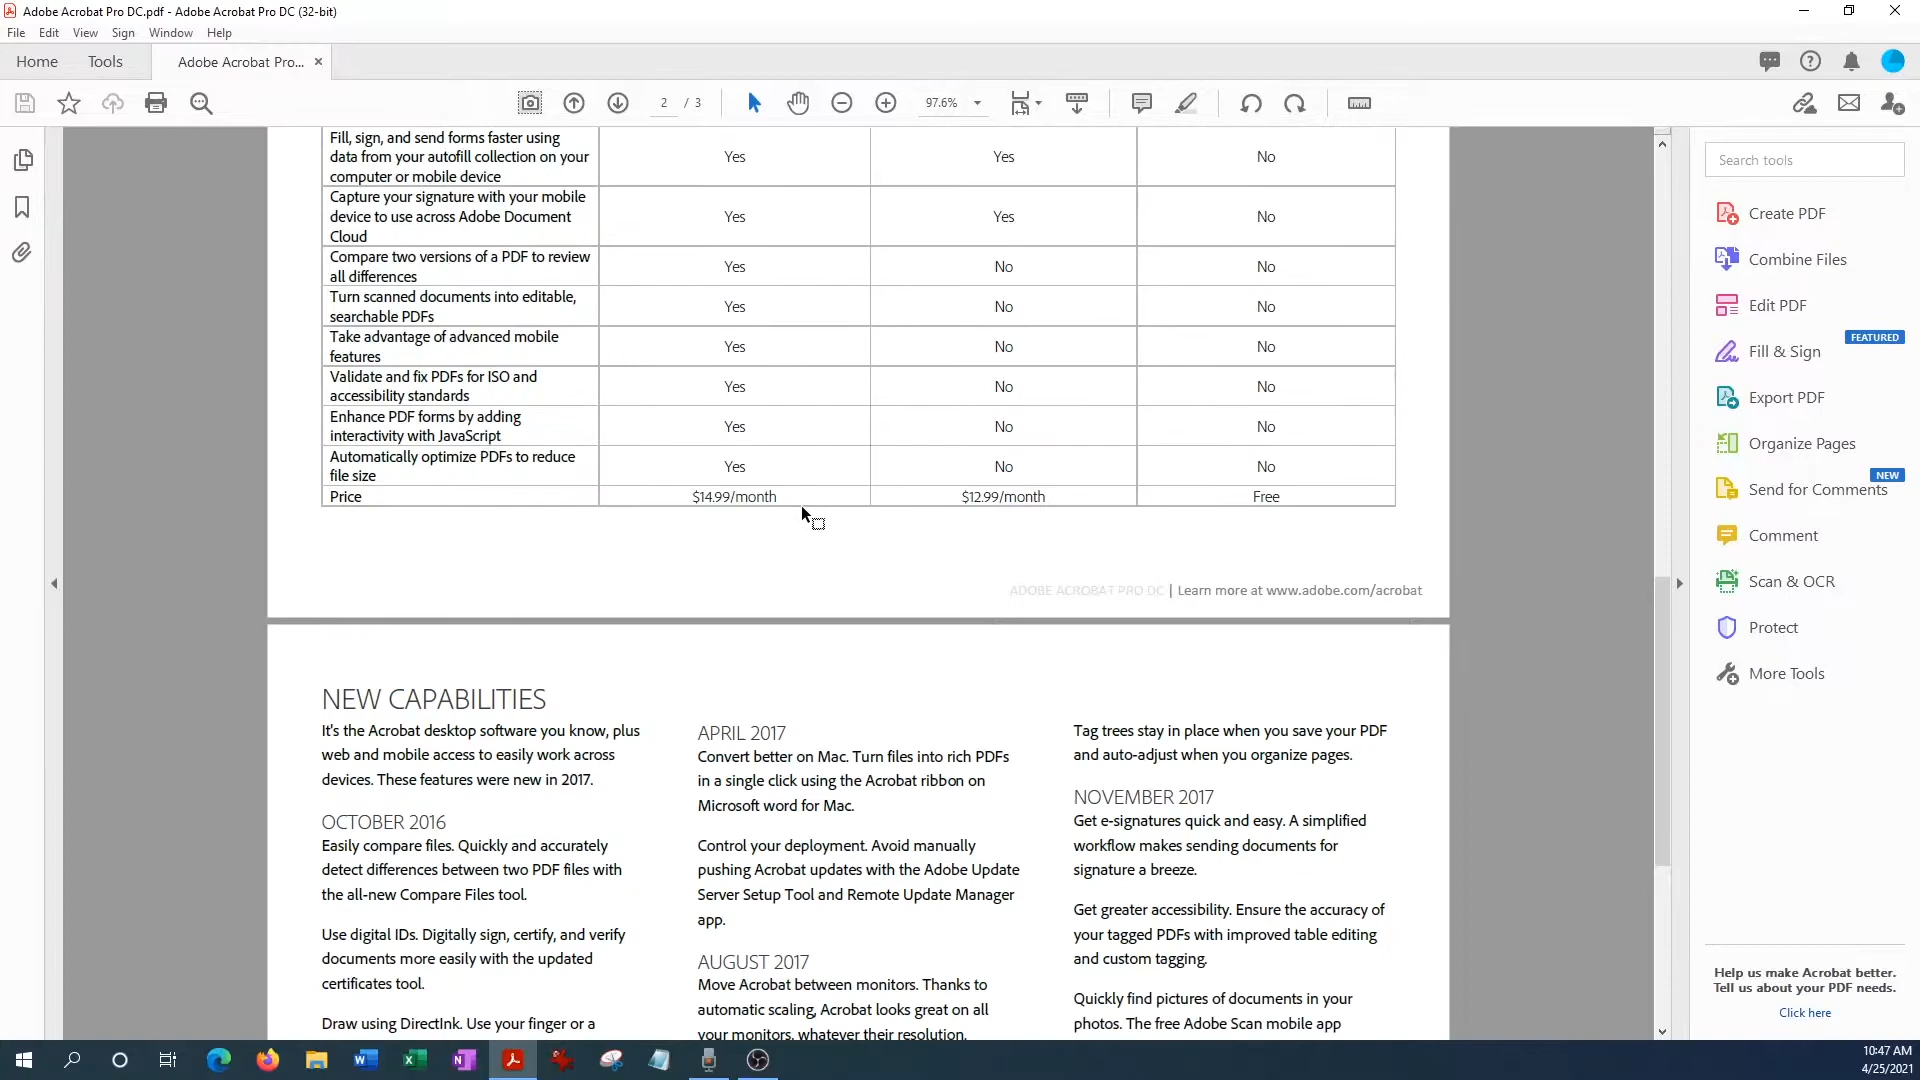 Adobe Acrobat Pro DC.pdf - Adobe Acrobat Pro DC (32-bit)
File Edit View Sign Window Help
Home Tools Adobe Acrobat Pro... ×
2 / 3 97.6%
Fill, sign, and send forms faster using
data from your autofill collection on your Yes Yes No
computer or mobile device
Capture your signature with your mobile
device to use across Adobe Document Yes Yes No
Cloud
Compare two versions of a PDF to review
all differences Yes No No
Turn scanned documents into editable,
searchable PDFs Yes No No
Take advantage of advanced mobile
features Yes No No
Validate and fix PDFs for ISO and
accessibility standards Yes No No
Enhance PDF forms by adding
interactivity with JavaScript Yes No No
Automatically optimize PDFs to reduce
file size Yes No No
Price $14.99/month $12.99/month Free
ADOBE ACROBAT PRO DC | Learn more at www.adobe.com/acrobat
NEW CAPABILITIES
It's the Acrobat desktop software you know, plus
web and mobile access to easily work across
devices. These features were new in 2017.
OCTOBER 2016
Easily compare files. Quickly and accurately
detect differences between two PDF files with
the all-new Compare Files tool.
Use digital IDs. Digitally sign, certify, and verify
documents more easily with the updated
certificates tool.
Draw using DirectInk. Use your finger or a
APRIL 2017
Convert better on Mac. Turn files into rich PDFs
in a single click using the Acrobat ribbon on
Microsoft word for Mac.
Control your deployment. Avoid manually
pushing Acrobat updates with the Adobe Update
Server Setup Tool and Remote Update Manager
app.
AUGUST 2017
Move Acrobat between monitors. Thanks to
automatic scaling, Acrobat looks great on all
your monitors, whatever their resolution.
Tag trees stay in place when you save your PDF
and auto-adjust when you organize pages.
NOVEMBER 2017
Get e-signatures quick and easy. A simplified
workflow makes sending documents for
signature a breeze.
Get greater accessibility. Ensure the accuracy of
your tagged PDFs with improved table editing
and custom tagging.
Quickly find pictures of documents in your
photos. The free Adobe Scan mobile app
Search tools
Create PDF
Combine Files
Edit PDF
FEATURED
Fill & Sign
Export PDF
Organize Pages
NEW
Send for Comments
Comment
Scan & OCR
Protect
More Tools
Help us make Acrobat better.
Tell us about your PDF needs.
Click here
10:47 AM
4/25/2021